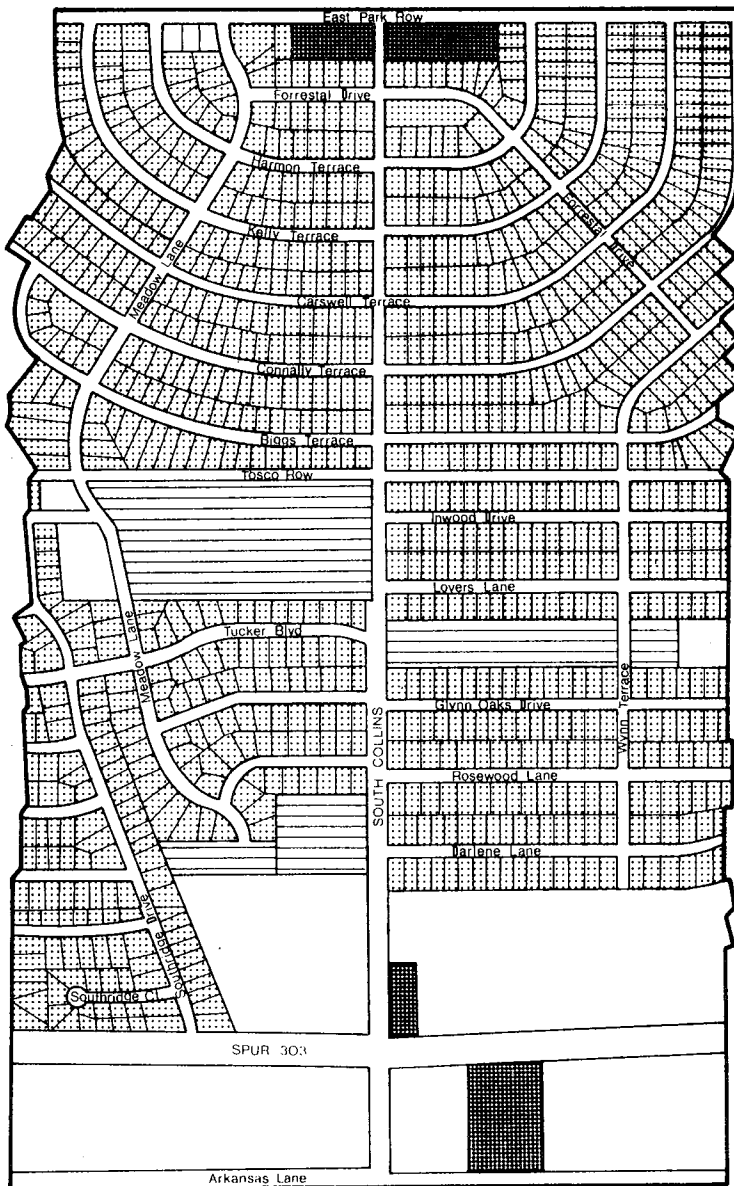 East Park Row
Forrestal Drive
Harmon Terrace
Forrestal Drive
Kelly Terrace
Meadow Lane
Carswell Terrace
Connally Terrace
Biggs Terrace
Tosco Row
Inwood Drive
Lovers Lane
Tucker Blvd
Meadow Lane
Glynn Oaks Drive
Wynn Terrace
SOUTH COLLINS
Rosewood Lane
Darlene Lane
Southridge Drive
Southridge Ct
SPUR 303
Arkansas Lane